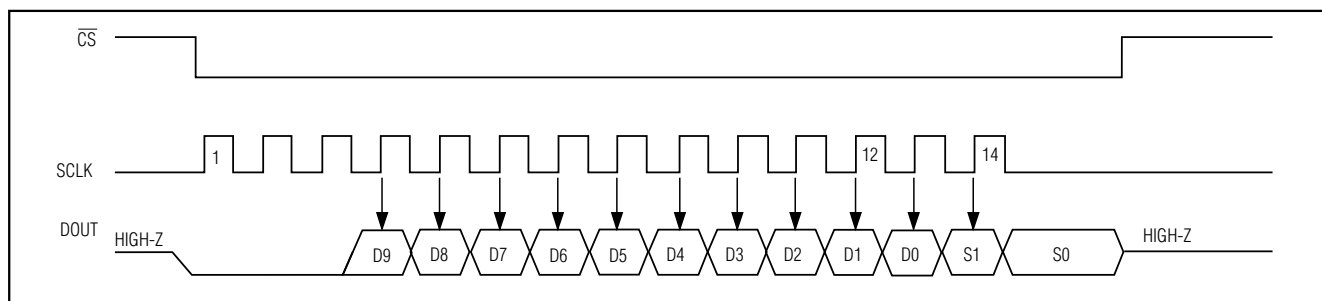 C̅S̅
SCLK
1 12 14
DOUT
HIGH-Z D9 D8 D7 D6 D5 D4 D3 D2 D1 D0 S1 S0 HIGH-Z